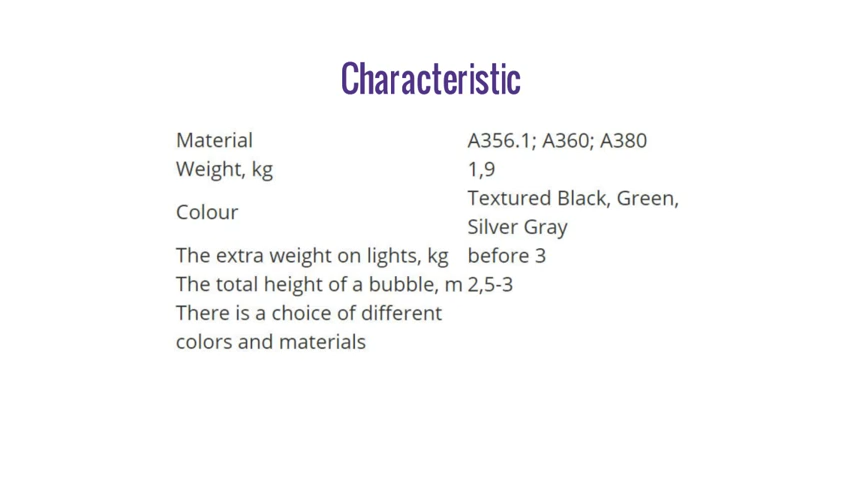 Characteristic
Material A356.1; A360; A380
Weight, kg 1,9
Colour Textured Black, Green,
Silver Gray
The extra weight on lights, kg before 3
The total height of a bubble, m 2,5-3
There is a choice of different
colors and materials